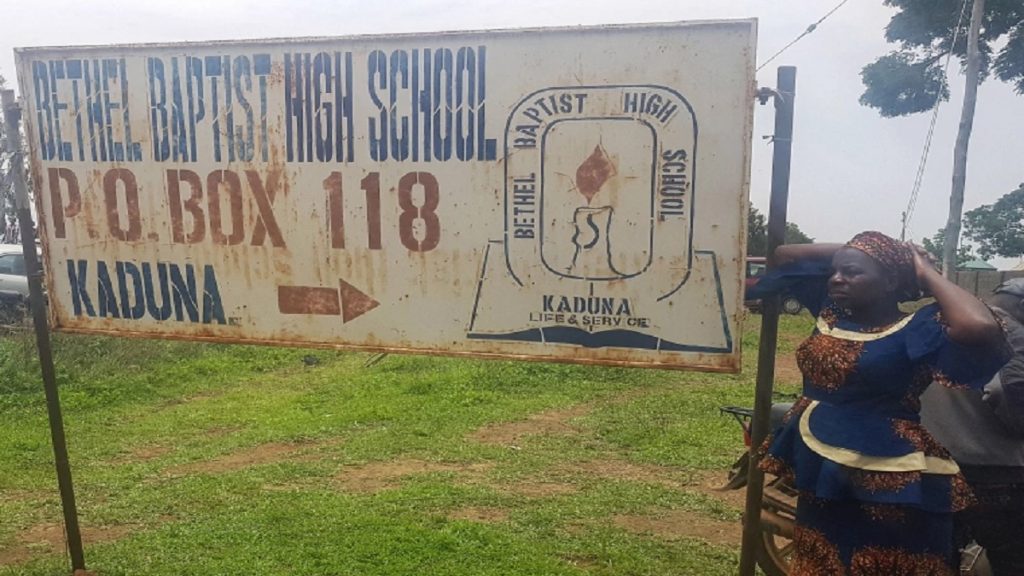 BETHEL BAPTIST HIGH SCHOOL
P.O. BOX 118
KADUNA
BETHEL BAPTIST HIGH SCHOOL
KADUNA
LIFE & SERVICE